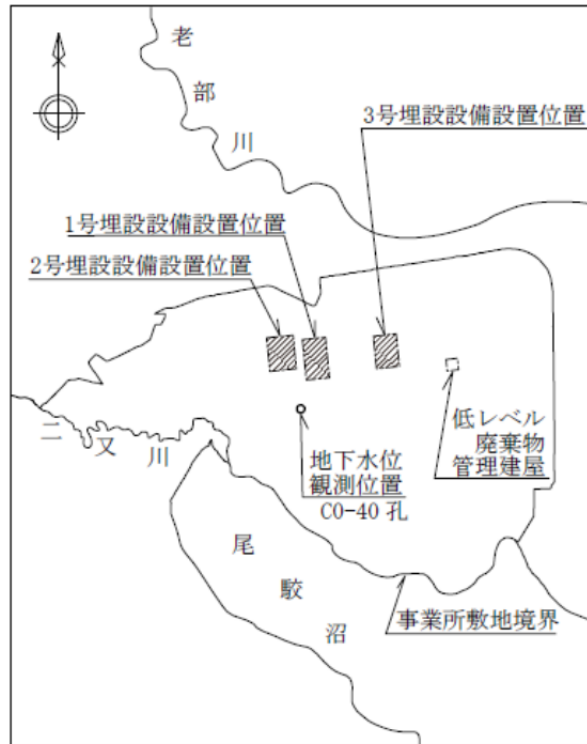 老部川
3号埋設設備設置位置
1号埋設設備設置位置
2号埋設設備設置位置
二又川
地下水位
観測位置
CO-40 孔
低レベル
廃棄物
管理建屋
尾駮沼
事業所敷地境界